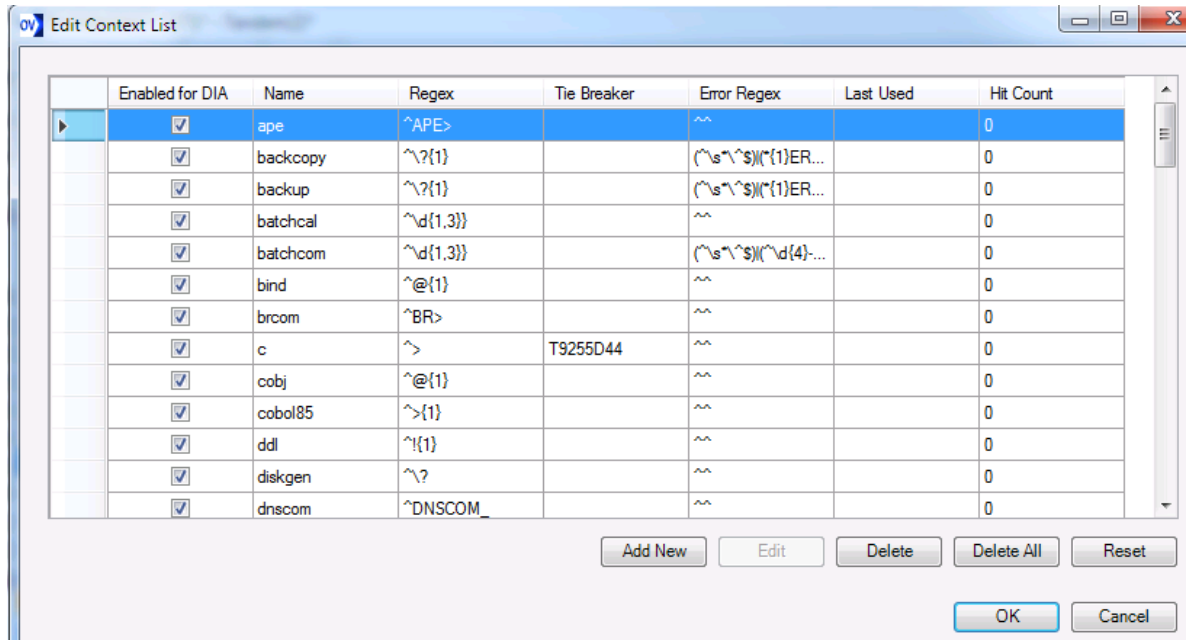 OV Edit Context List
Enabled for DIA Name Regex Tie Breaker Error Regex Last Used Hit Count
ape ^APE> ^^ 0
backcopy ^\?{1} (^\s*\^$)|(*{1}ER... 0
backup ^\?{1} (^\s*\^$)|(*{1}ER... 0
batchcal ^\d{1,3}} ^^ 0
batchcom ^\d{1,3}} (^\s*\^$)|(^\d{4}-... 0
bind ^@{1} ^^ 0
brcom ^BR> ^^ 0
c ^> T9255D44 ^^ 0
cobj ^@{1} ^^ 0
cobol85 ^>{1} ^^ 0
ddl ^!{1} ^^ 0
diskgen ^\? ^^ 0
dnscom ^DNSCOM_ ^^ 0
Add New Edit Delete Delete All Reset
OK Cancel